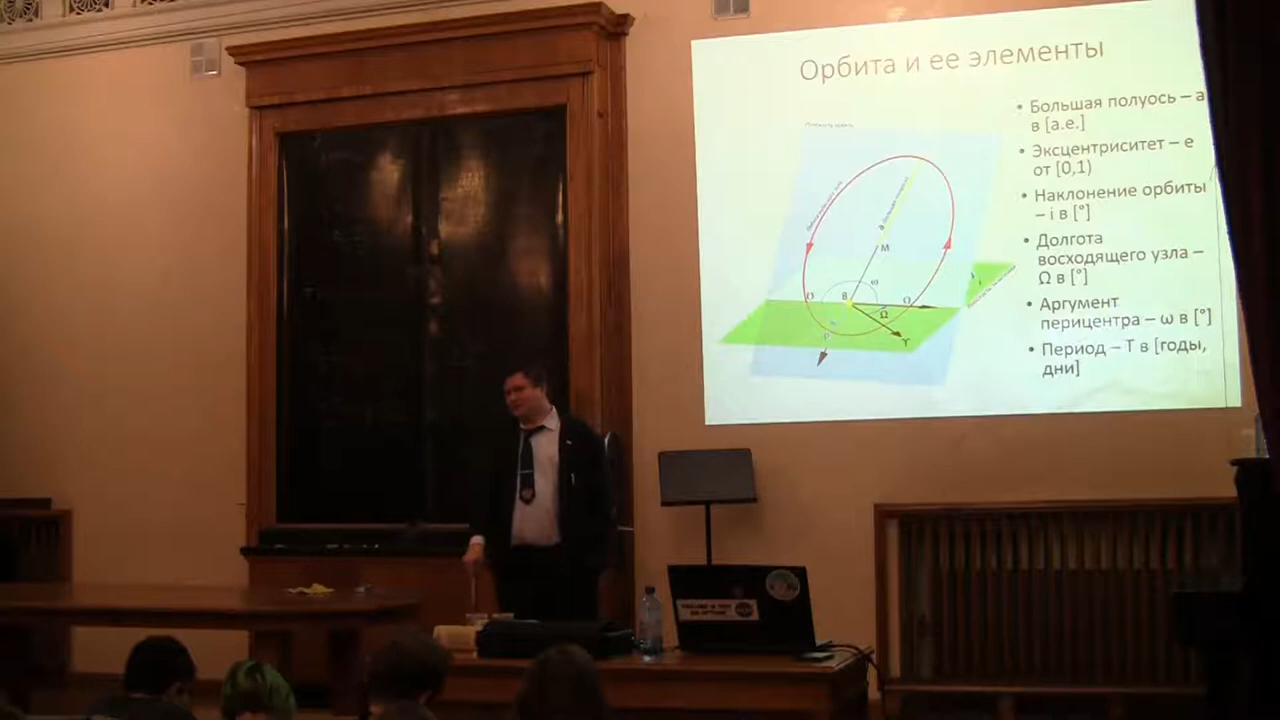 Орбита и ее элементы
• Большая полуось – a
в [а.е.]
• Эксцентриситет – e
от [0,1)
• Наклонение орбиты
– i в [°]
• Долгота
восходящего узла –
Ω в [°]
• Аргумент
перицентра – ω в [°]
• Период – T в [годы,
дни]
M
ω
B
Ω
Ω
♈